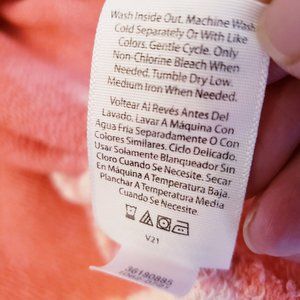 Wash Inside Out. Machine Wash
Cold Separately Or With Like
Colors. Gentle Cycle. Only
Non-Chlorine Bleach When
Needed. Tumble Dry Low.
Medium Iron When Needed.
Voltear Al Revés Antes Del
Lavado. Lavar A Máquina Con
Agua Fria Separadamente O Con
Colores Similares. Ciclo Delicado.
Usar Solamente Blanqueador Sin
Cloro Cuando Se Necesite. Secar
En Maquina A Temperatura Baja.
Planchar A Temperatura Media
Cuando Se Necesite.
V21
36180885